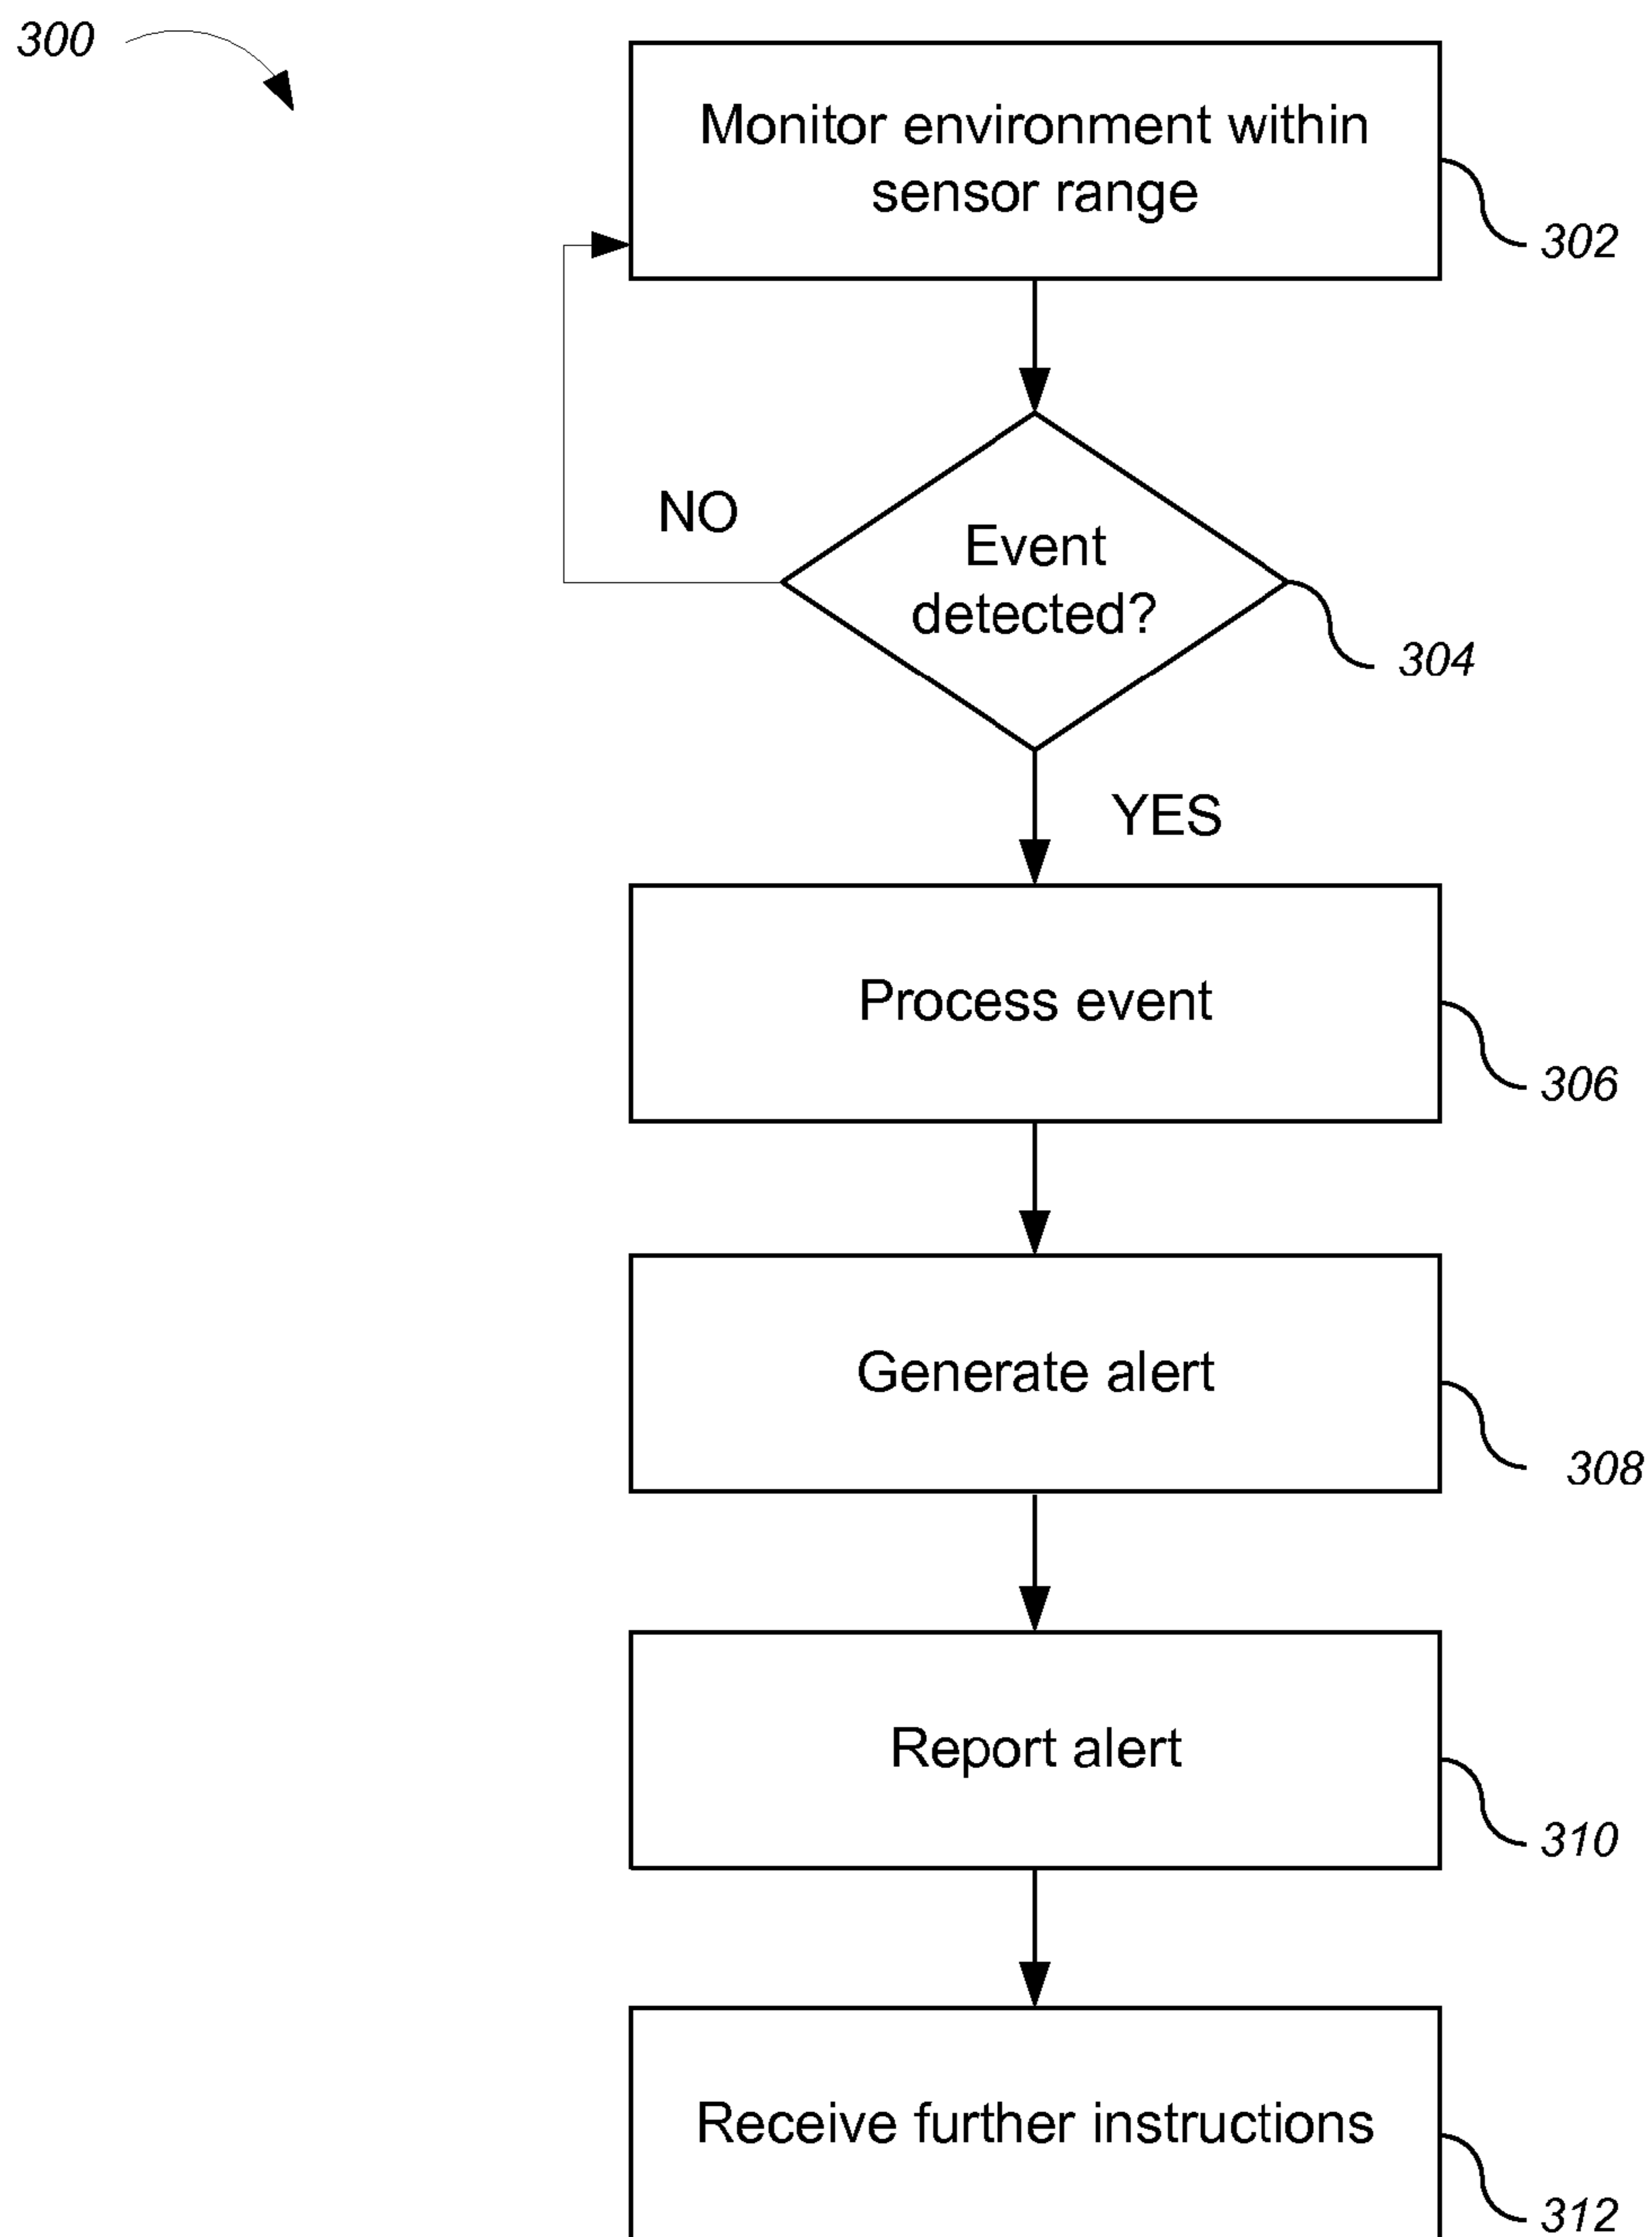 300
Monitor environment within
sensor range
302
NO
Event
detected?
304
YES
Process event
306
Generate alert
308
Report alert
310
Receive further instructions
312